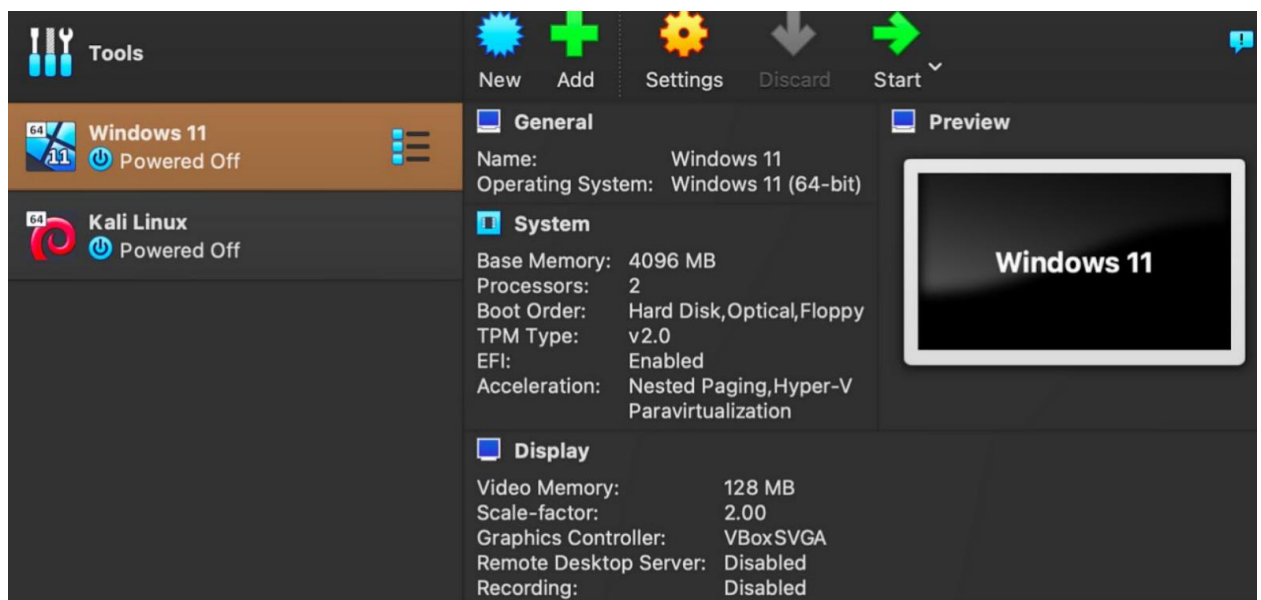 Tools
New Add Settings Discard Start
64
11
Windows 11
Powered Off
64
Kali Linux
Powered Off
General
Name: Windows 11
Operating System: Windows 11 (64-bit)
System
Base Memory: 4096 MB
Processors: 2
Boot Order: Hard Disk,Optical,Floppy
TPM Type: v2.0
EFI: Enabled
Acceleration: Nested Paging,Hyper-V
Paravirtualization
Display
Video Memory: 128 MB
Scale-factor: 2.00
Graphics Controller: VBoxSVGA
Remote Desktop Server: Disabled
Recording: Disabled
Preview
Windows 11